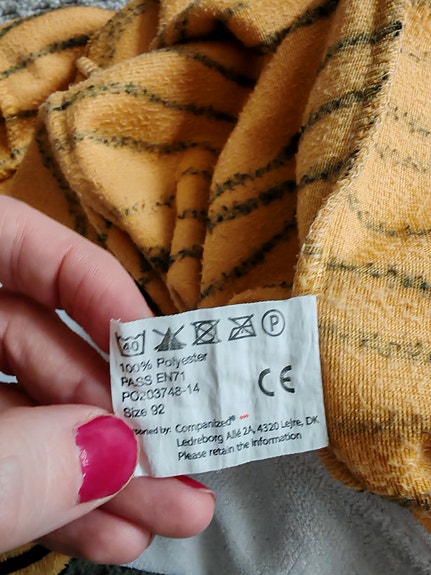 40 P
100% Polyester
PASS EN71
PO203748-14
Size 92
CE
by: Companized®
Ledreborg Allé 2A, 4320 Lejre, DK
Please retain the information